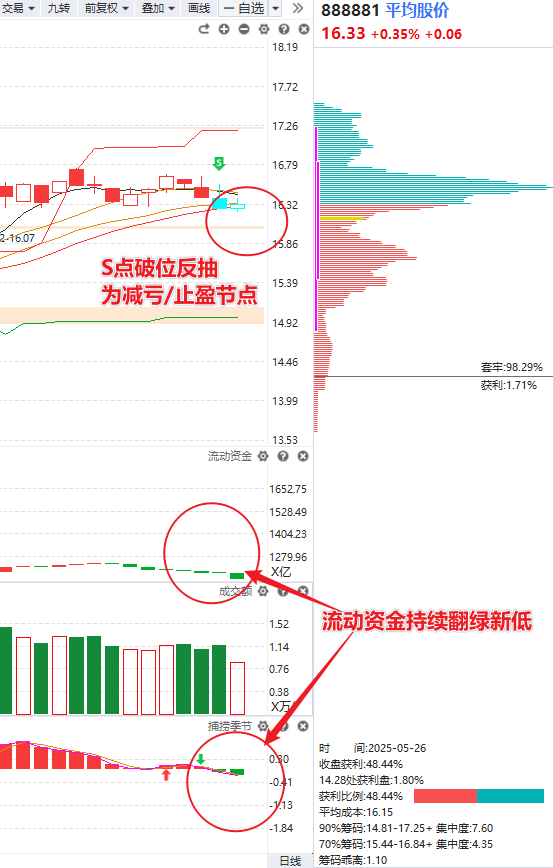 交易 九转 前复权 叠加 画线 一自选
888881 平均股价
16.33 +0.35% +0.06
18.19
17.72
17.26
16.79
16.32
15.86
15.39
14.92
14.46
13.99
13.53
S
2-16.07
S点破位反抽
为减亏/止盈节点
套牢:98.29%
获利:1.71%
流动资金
1652.75
1528.49
1404.23
1279.96
X亿
成交额
1.52
1.14
0.76
0.38
X万
流动资金持续翻绿新低
捕捞季节
0.30
-0.41
-1.13
-1.84
日线
时 间:2025-05-26
收盘获利:48.44%
14.28处获利盘:1.80%
获利比例:48.44%
平均成本:16.15
90%筹码:14.81-17.25+ 集中度:7.60
70%筹码:15.44-16.84+ 集中度:4.35
筹码乖离:1.10